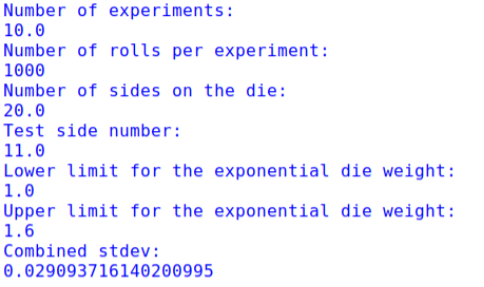 Number of experiments:
10.0
Number of rolls per experiment:
1000
Number of sides on the die:
20.0
Test side number:
11.0
Lower limit for the exponential die weight:
1.0
Upper limit for the exponential die weight:
1.6
Combined stdev:
0.029093716140200995